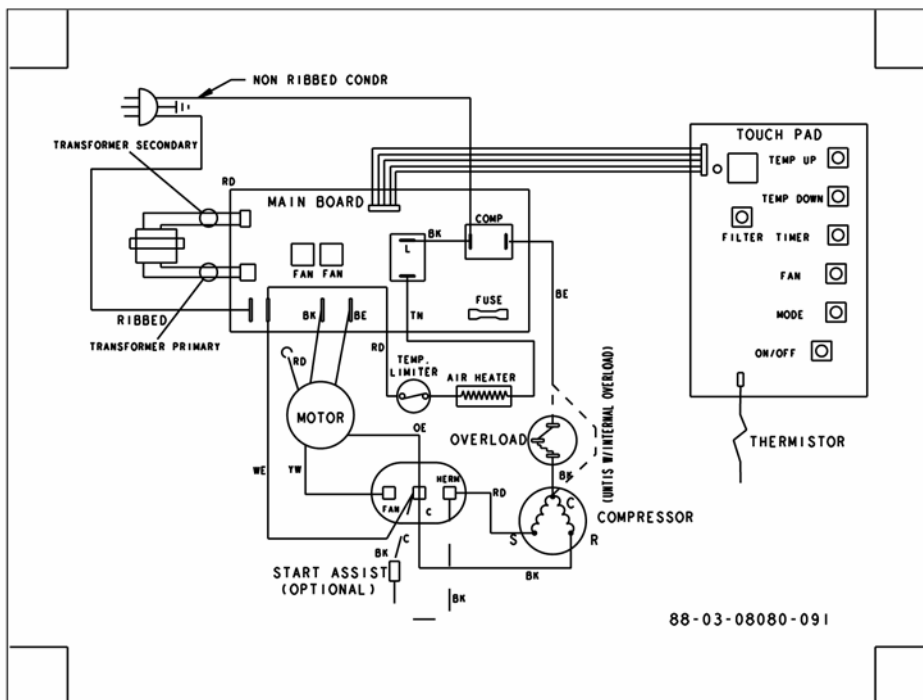 NON RIBBED CONDR
TRANSFORMER SECONDARY
RD
MAIN BOARD
COMP
BK
L
FAN FAN
FUSE
BE
TN
BK
BE
RIBBED
TRANSFORMER PRIMARY
RD
RD
TEMP.
LIMITER
AIR HEATER
MOTOR
OE
OVERLOAD
(UNTIS W/INTERNAL OVERLOAD)
WE
YW
BK
HERM
FAN
C
RD
C
COMPRESSOR
S
R
C
BK
BK
START ASSIST
(OPTIONAL)
BK
TOUCH PAD
TEMP UP
TEMP DOWN
FILTER TIMER
FAN
MODE
ON/OFF
THERMISTOR
88-03-08080-091